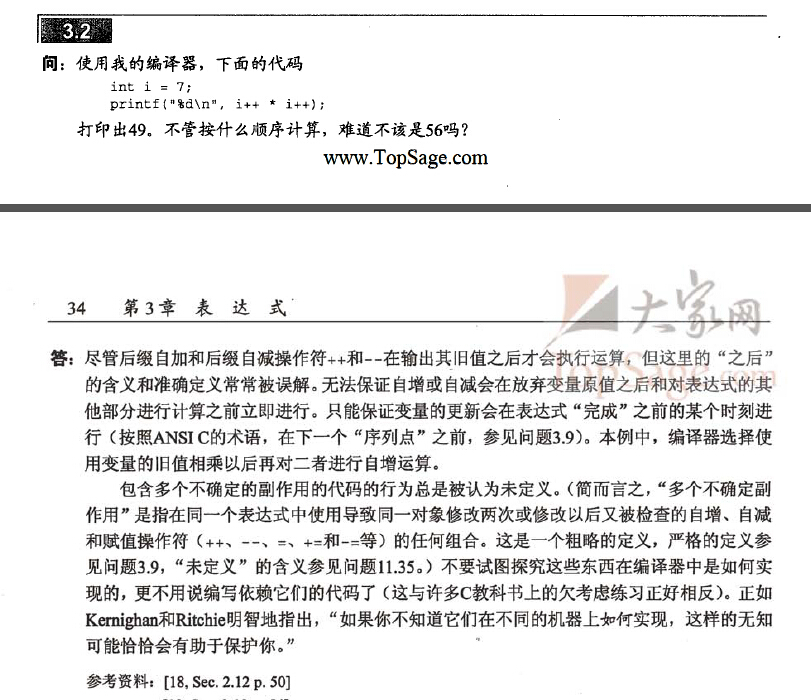 3.2
问：使用我的编译器，下面的代码
int i = 7;
printf("%d\n", i++ * i++);
打印出49。不管按什么顺序计算，难道不该是56吗？
www.TopSage.com
34 第3章 表 达 式
大家网
TopSage.com
答：尽管后缀自加和后缀自减操作符++和--在输出其旧值之后才会执行运算，但这里的“之后”
的含义和准确定义常常被误解。无法保证自增或自减会在放弃变量原值之后和对表达式的其
他部分进行计算之前立即进行。只能保证变量的更新会在表达式“完成”之前的某个时刻进
行（按照ANSI C的术语，在下一个“序列点”之前，参见问题3.9）。本例中，编译器选择使
用变量的旧值相乘以后再对二者进行自增运算。
包含多个不确定的副作用的代码的行为总是被认为未定义。（简而言之，“多个不确定副
作用”是指在同一个表达式中使用导致同一对象修改两次或修改以后又被检查的自增、自减
和赋值操作符（++、--、=、+=和-=等）的任何组合。这是一个粗略的定义，严格的定义参
见问题3.9，“未定义”的含义参见问题11.35。）不要试图探究这些东西在编译器中是如何实
现的，更不用说编写依赖它们的代码了（这与许多C教科书上的欠考虑练习正好相反）。正如
Kernighan和Ritchie明智地指出，“如果你不知道它们在不同的机器上如何实现，这样的无知
可能恰恰会有助于保护你。”
参考资料：[18, Sec. 2.12 p. 50]